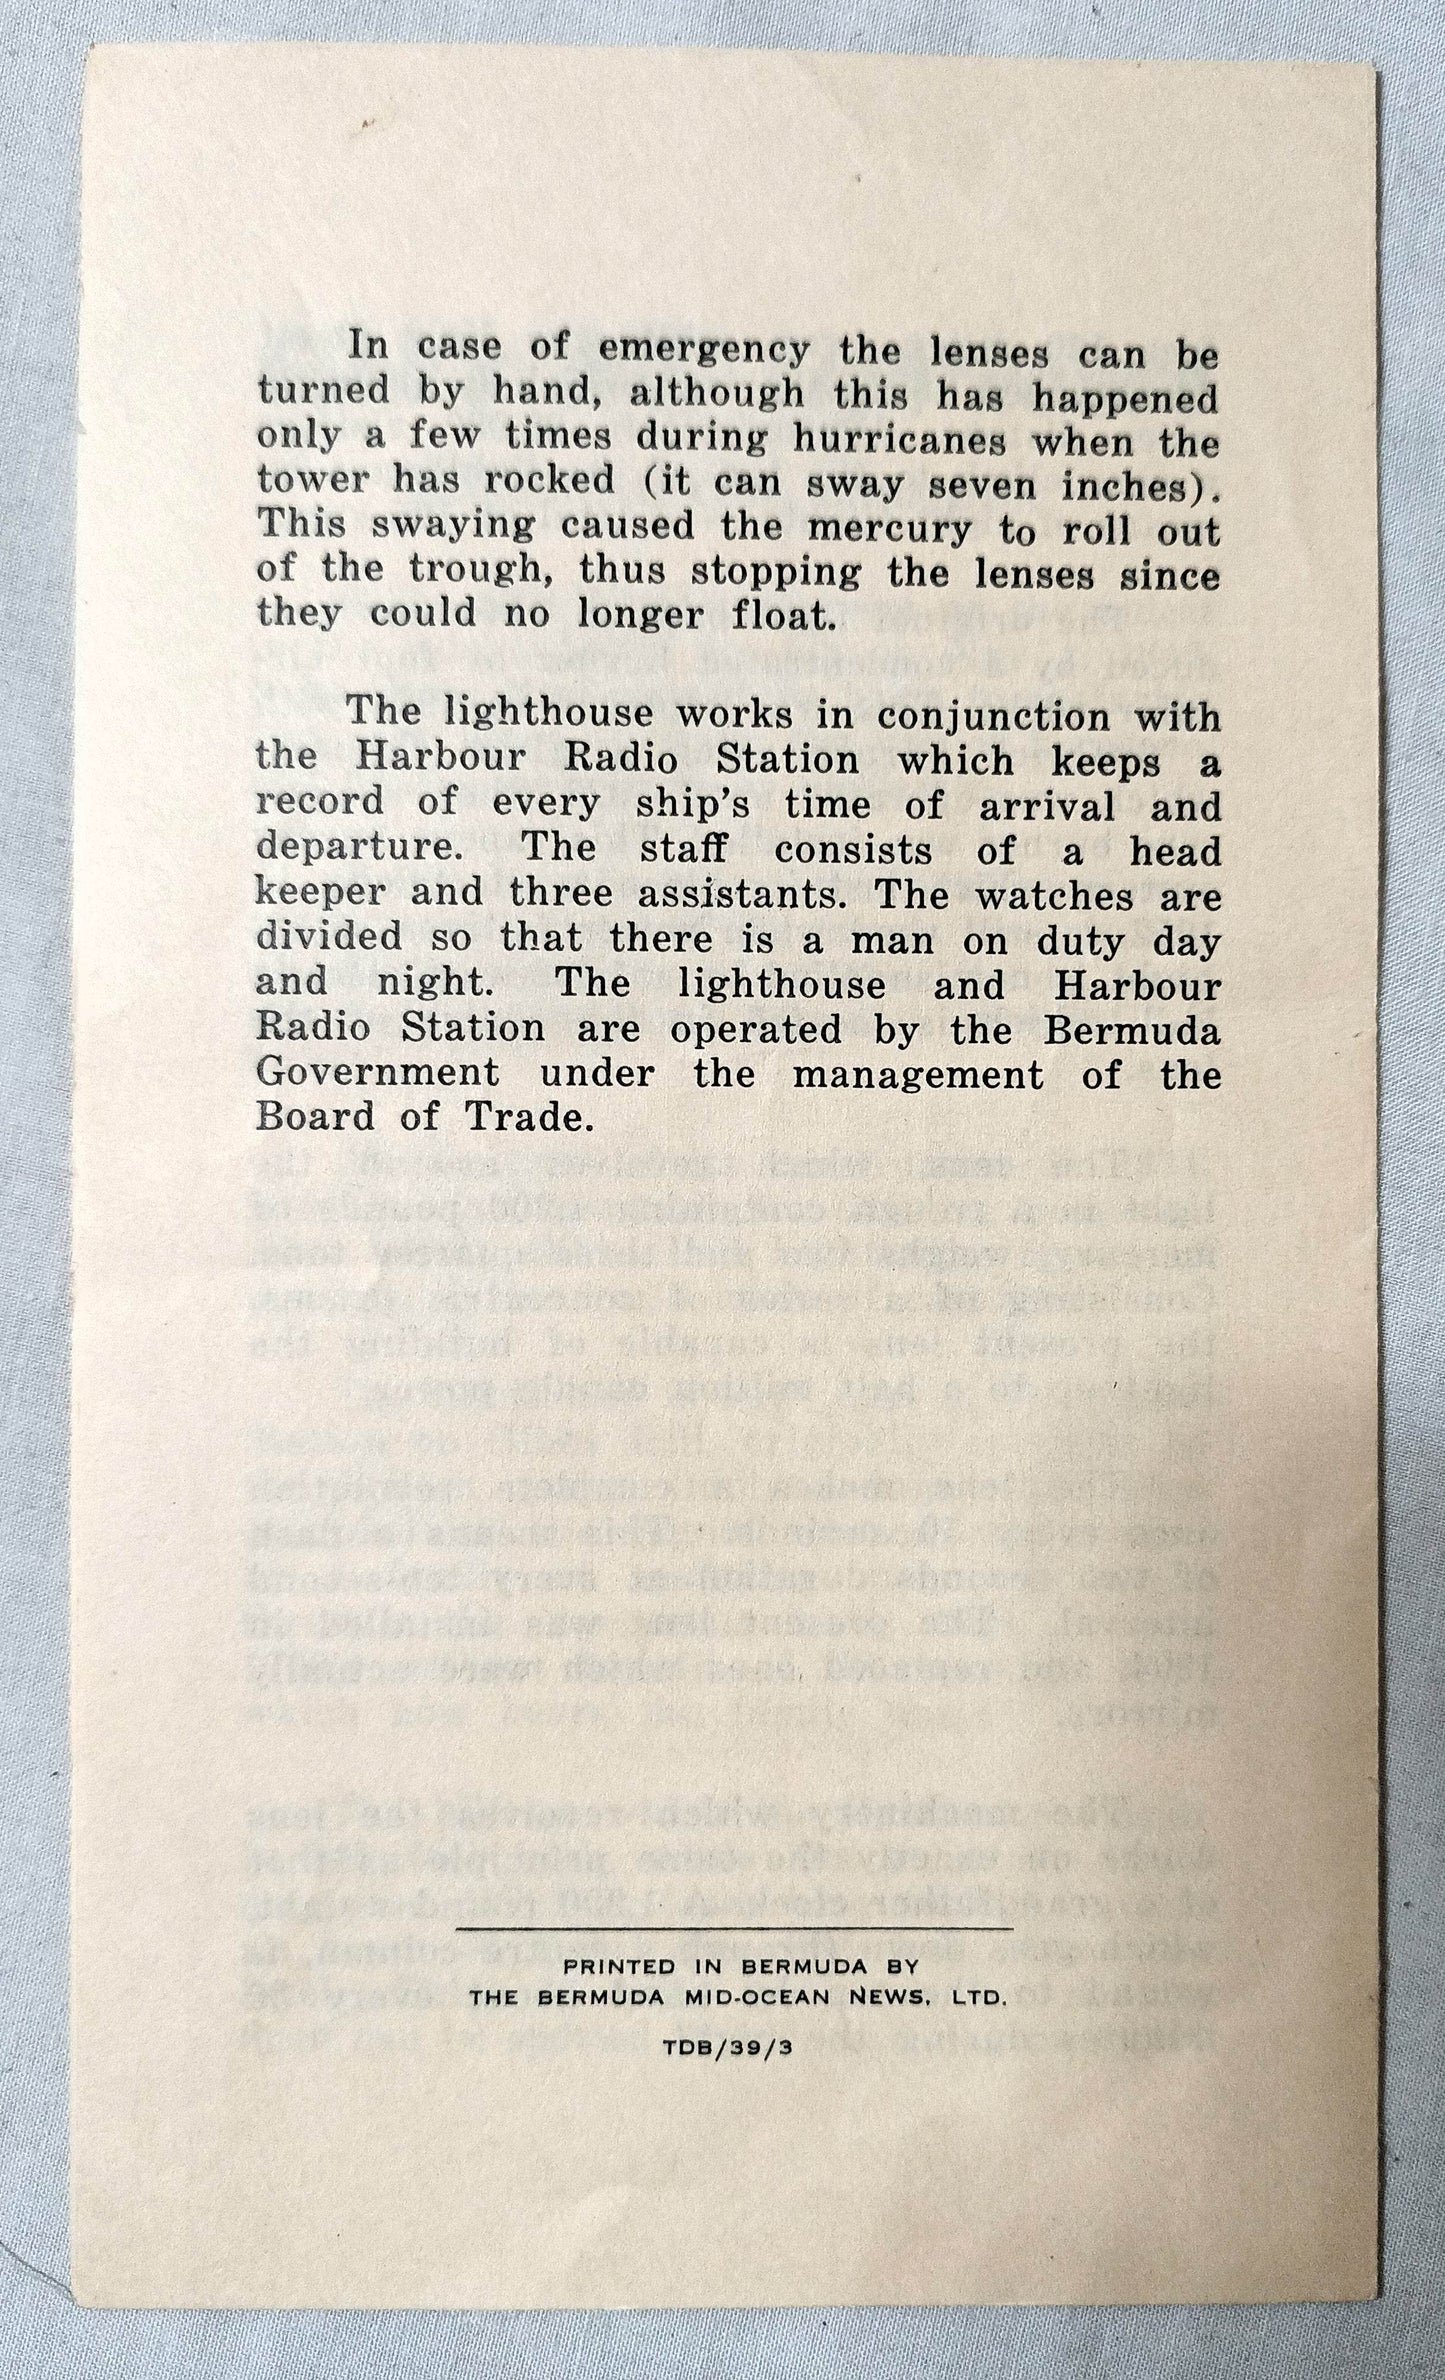 In case of emergency the lenses can be
turned by hand, although this has happened
only a few times during hurricanes when the
tower has rocked (it can sway seven inches).
This swaying caused the mercury to roll out
of the trough, thus stopping the lenses since
they could no longer float.
The lighthouse works in conjunction with
the Harbour Radio Station which keeps a
record of every ship's time of arrival and
departure. The staff consists of a head
keeper and three assistants. The watches are
divided so that there is a man on duty day
and night. The lighthouse and Harbour
Radio Station are operated by the Bermuda
Government under the management of the
Board of Trade.
PRINTED IN BERMUDA BY
THE BERMUDA MID-OCEAN NEWS, LTD.
TDB/39/3